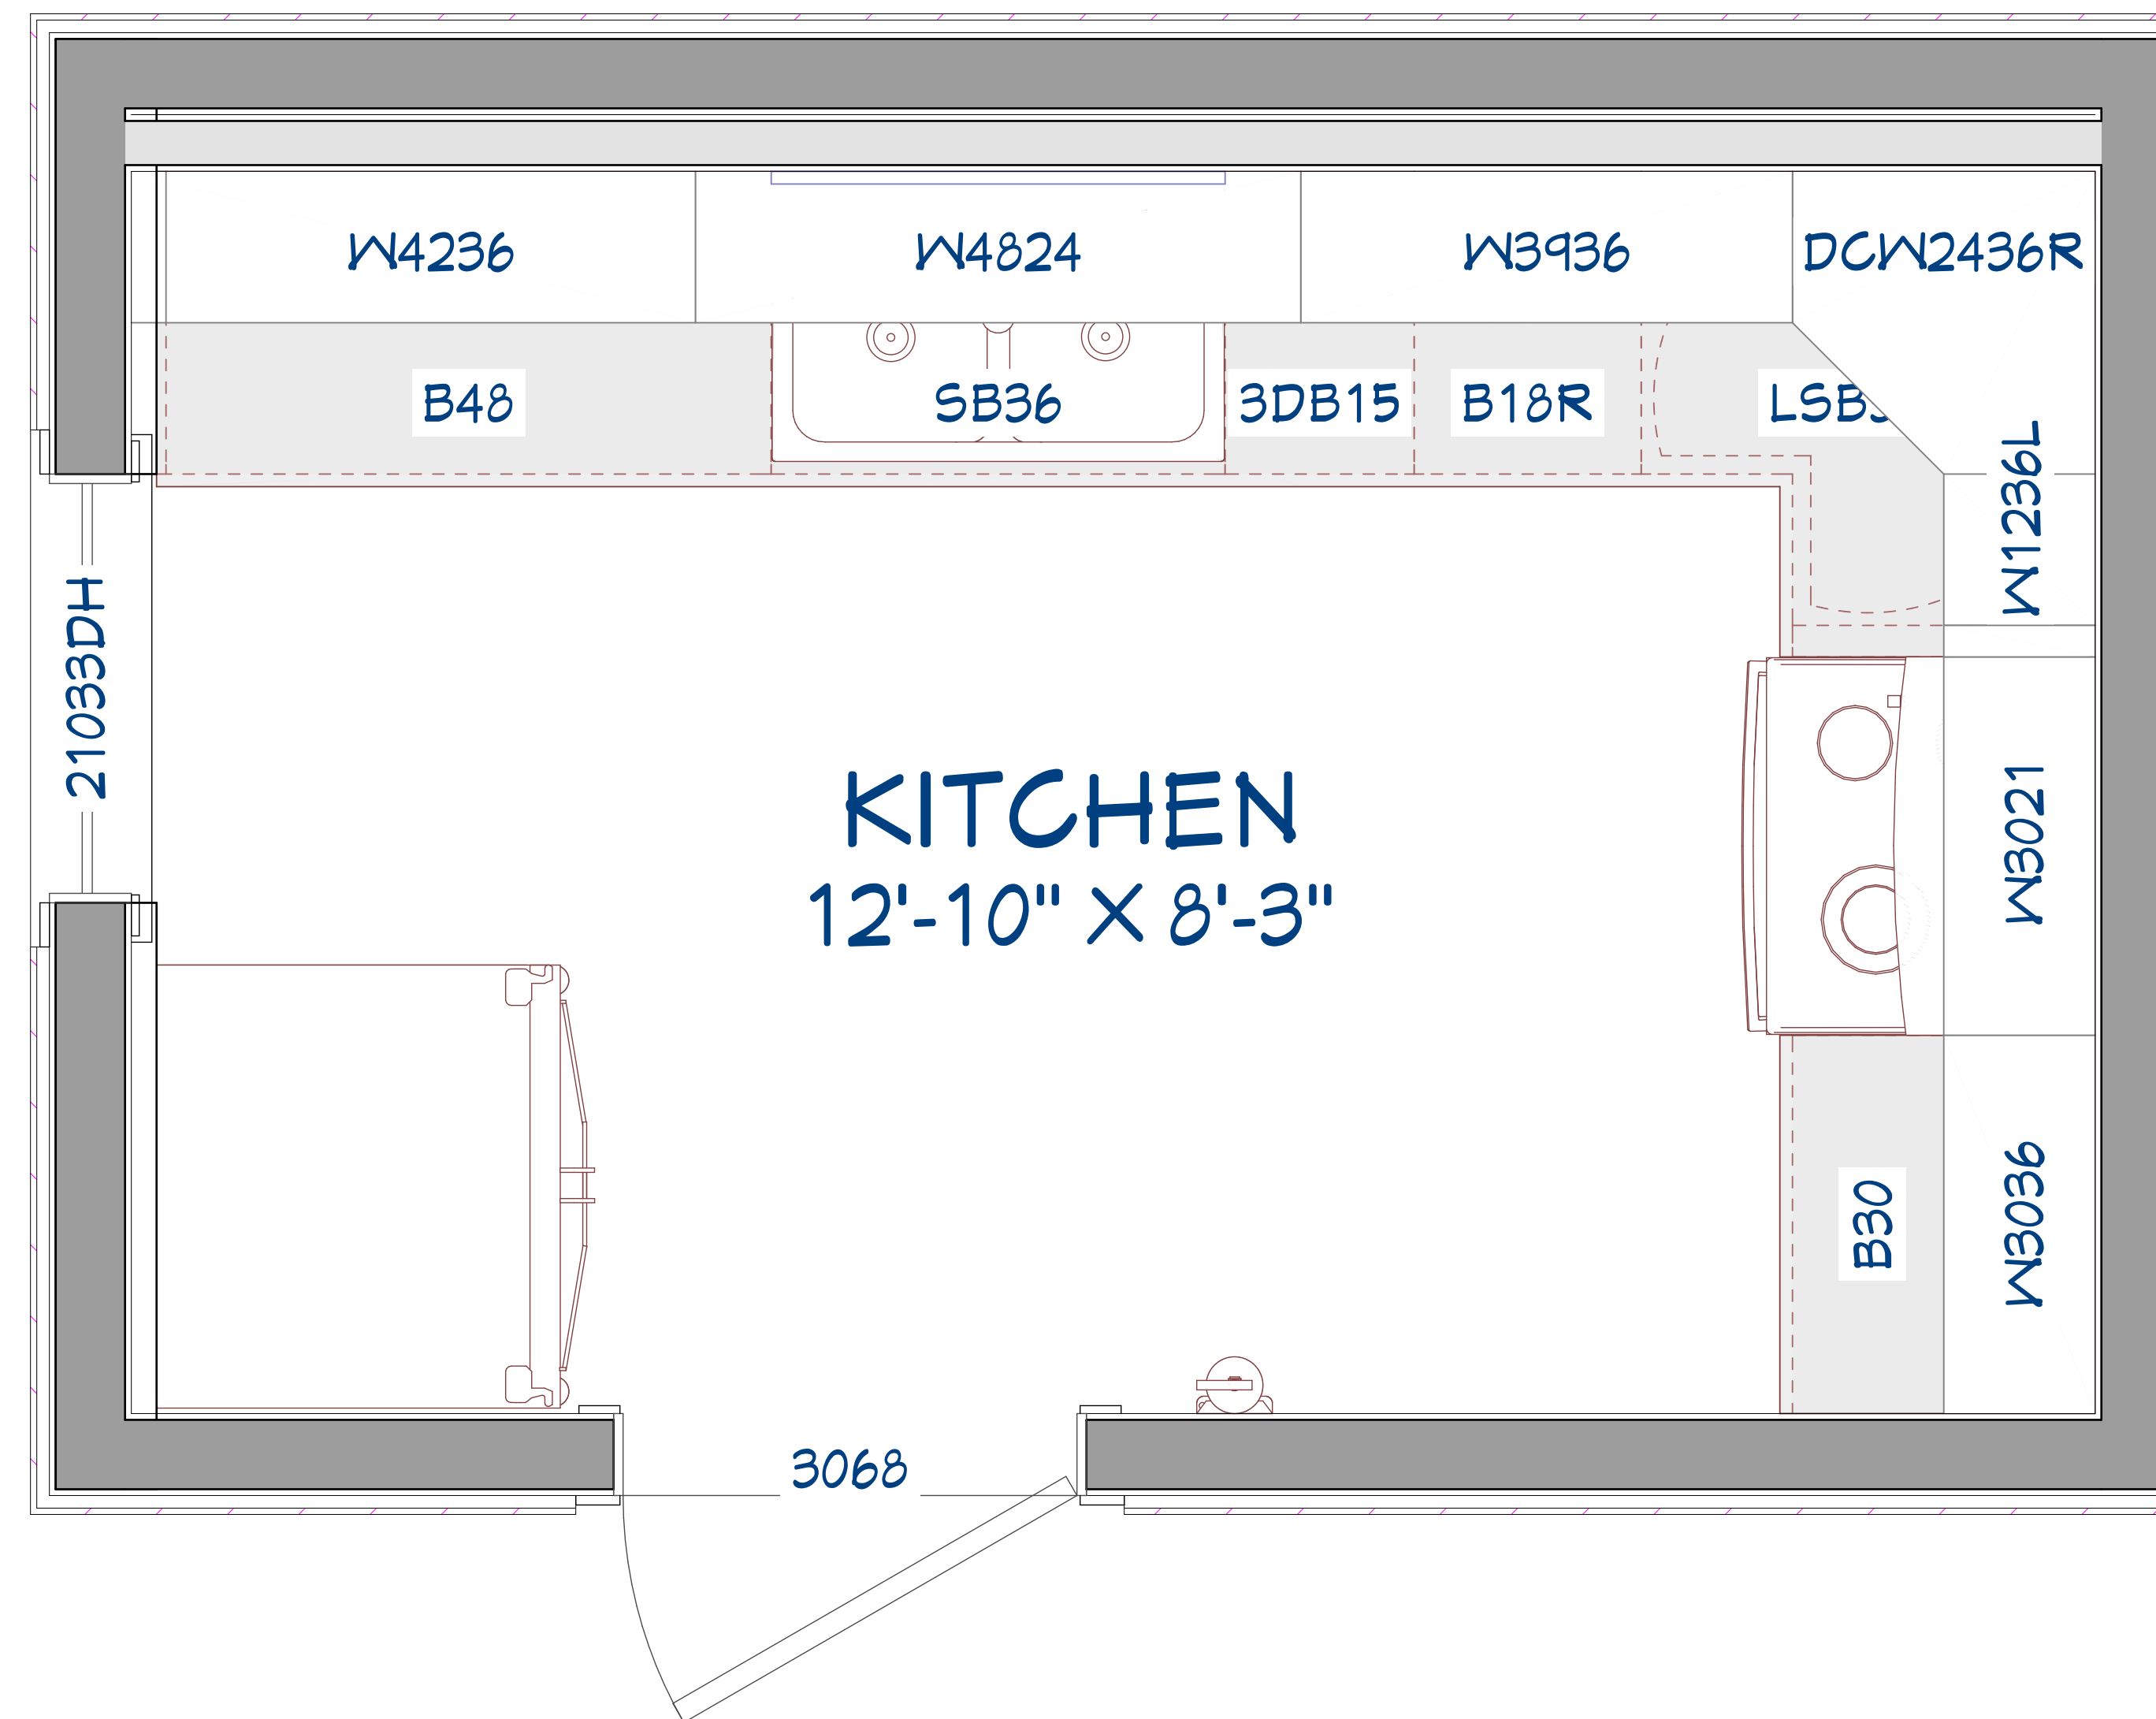 W4236
W4824
W3936
DCW2436R
B48
SB36
3DB15
B18R
W1236L
21033DH
KITCHEN
12'-10" X 8'-3"
W3021
B30
W3036
3068